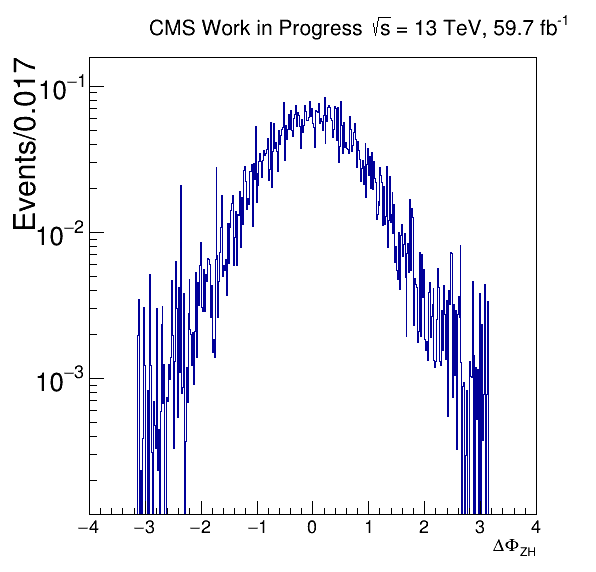 CMS Work in Progress √s = 13 TeV, 59.7 fb⁻¹
Events/0.017
10⁻¹
10⁻²
10⁻³
−4 −3 −2 −1 0 1 2 3 4
ΔΦ_ZH